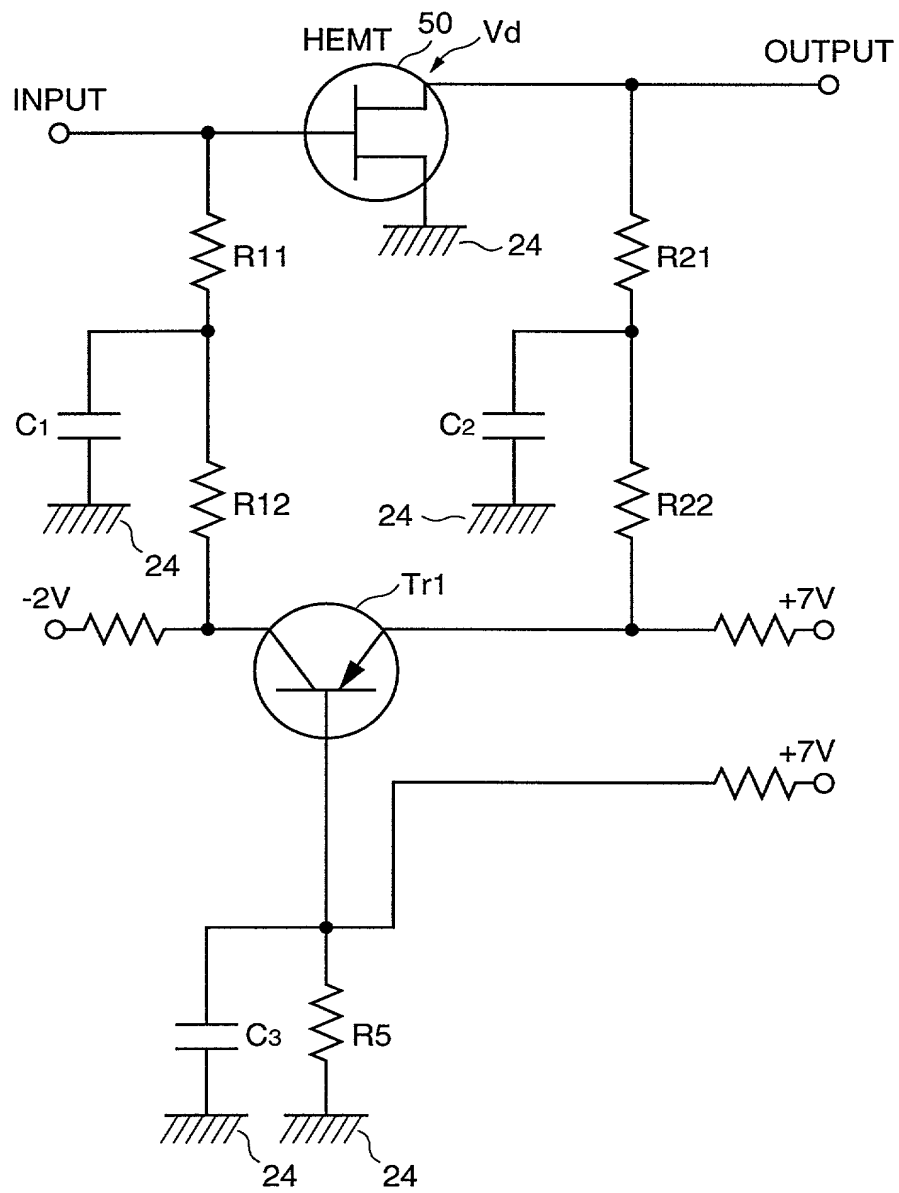 HEMT
50
Vd
OUTPUT
INPUT
R11
24
R21
C1
C2
R12
24
R22
24
-2V
Tr1
+7V
+7V
C3
R5
24
24